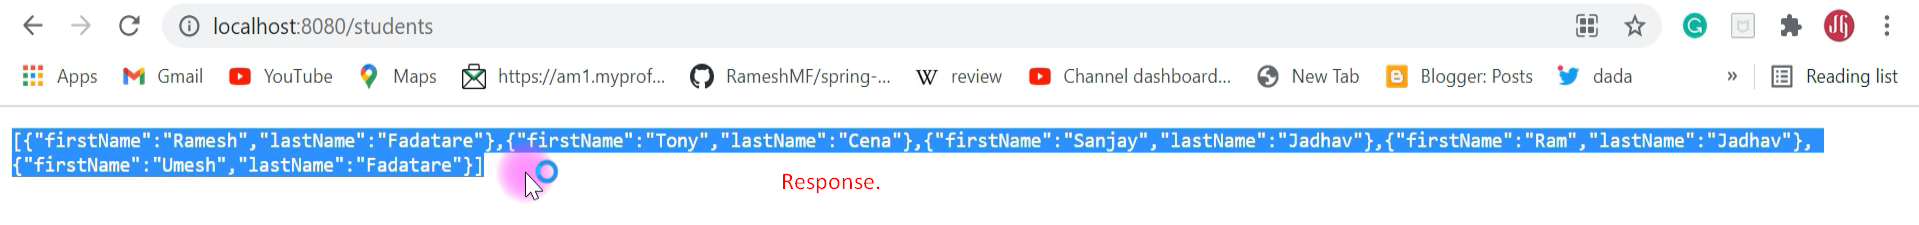 localhost:8080/students
Apps Gmail YouTube Maps https://am1.myprof... RameshMF/spring-... review Channel dashboard... New Tab Blogger: Posts dada » Reading list
[{"firstName":"Ramesh","lastName":"Fadatare"},{"firstName":"Tony","lastName":"Cena"},{"firstName":"Sanjay","lastName":"Jadhav"},{"firstName":"Ram","lastName":"Jadhav"},
{"firstName":"Umesh","lastName":"Fadatare"}]
Response.